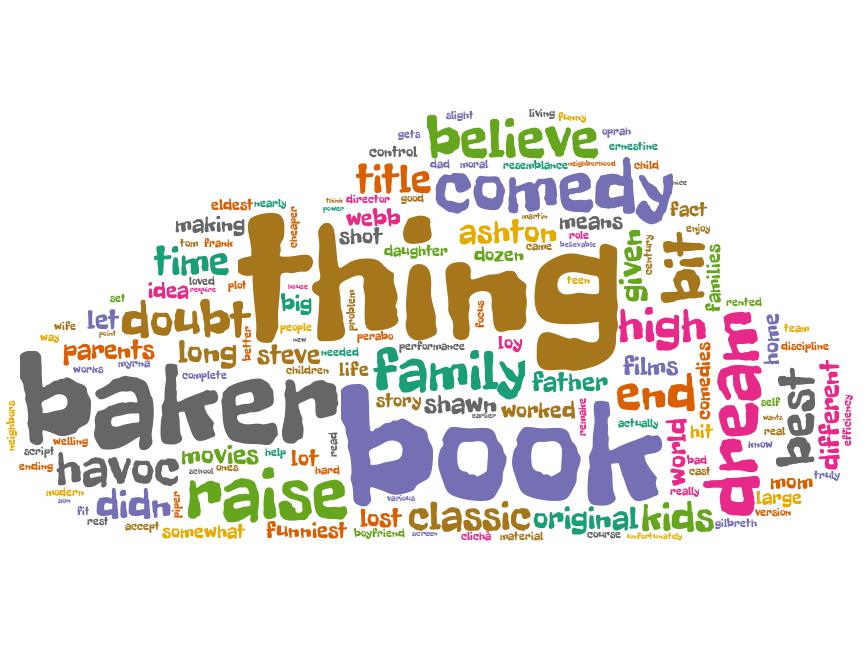 slight
living
funny
gets
believe
oprah
ernestine
control
dad
moral
resemblance
neighborhood
child
title
comedy
nice
eldest
nearly
cheaper
think
director
good
power
webb
martin
fact
making
shot
ashton
means
role
enjoy
tom
frank
daughter
came
believable
dozen
given
century
bit
families
time
thing
loved
require
idea
plot
house
teen
set
big
problem
focus
rented
let
doubt
people
high
dream
home
team
wife
point
new
perabo
way
better
discipline
parents
long
steve
needed
performance
loy
works
myrna
children
life
family
father
films
comedies
complete
baker
book
story
shawn
earlier
worked
remake
end
best
different
efficiency
self
wants
neighbors
welling
script
read
actually
world
hit
real
know
ending
havoc
movies
help
lot
school
ones
hard
bad
cast
truly
modern
son
raise
various
really
mom
large
version
fit
didn
piper
rest
accept
somewhat
funniest
lost
boyfriend
classic
screen
original
kids
gilbreth
clichã
material
course
unfortunately